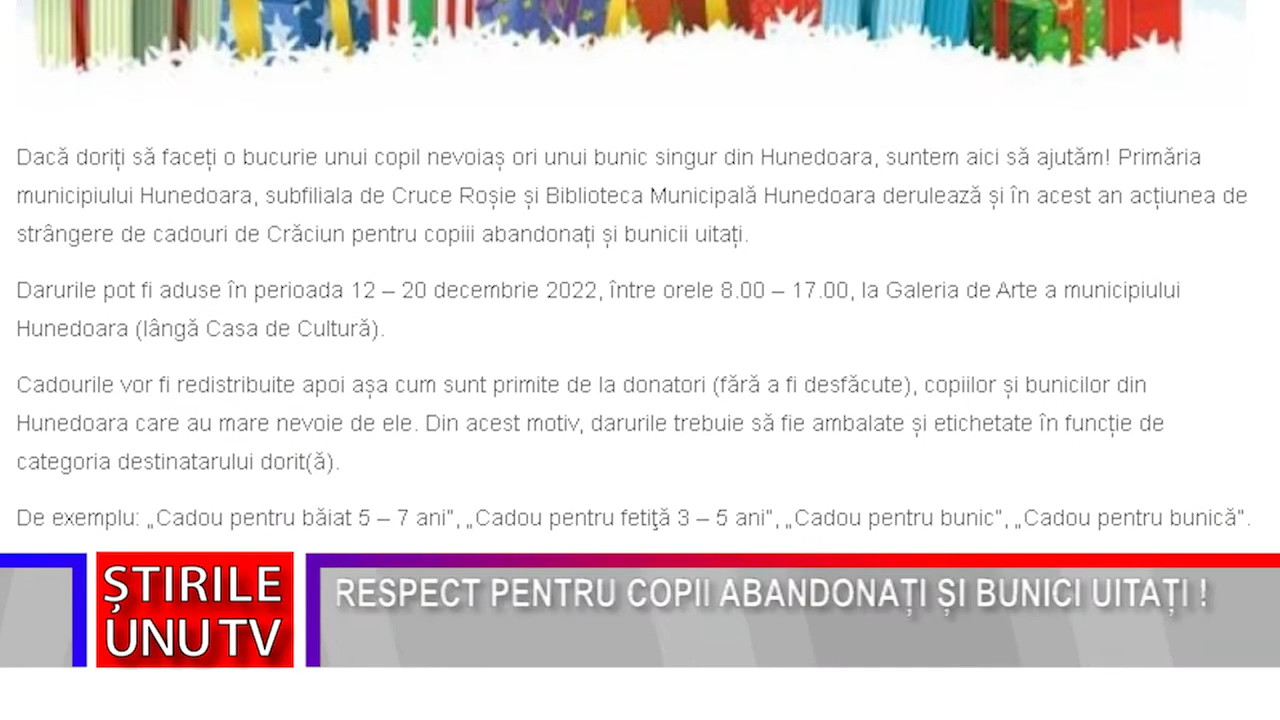 Dacă doriți să faceți o bucurie unui copil nevoiaș ori unui bunic singur din Hunedoara, suntem aici să ajutăm! Primăria
municipiului Hunedoara, subfiliala de Cruce Roșie și Biblioteca Municipală Hunedoara derulează și în acest an acțiunea de
strângere de cadouri de Crăciun pentru copiii abandonați și bunicii uitați.
Darurile pot fi aduse în perioada 12 – 20 decembrie 2022, între orele 8.00 – 17.00, la Galeria de Arte a municipiului
Hunedoara (lângă Casa de Cultură).
Cadourile vor fi redistribuite apoi așa cum sunt primite de la donatori (fără a fi desfăcute), copiilor și bunicilor din
Hunedoara care au mare nevoie de ele. Din acest motiv, darurile trebuie să fie ambalate și etichetate în funcție de
categoria destinatarului dorit(ă).
De exemplu: „Cadou pentru băiat 5 – 7 ani”, „Cadou pentru fetiţă 3 – 5 ani”, „Cadou pentru bunic”, „Cadou pentru bunică”.
ȘTIRILE
UNU TV
RESPECT PENTRU COPII ABANDONAȚI ȘI BUNICI UITAȚI !